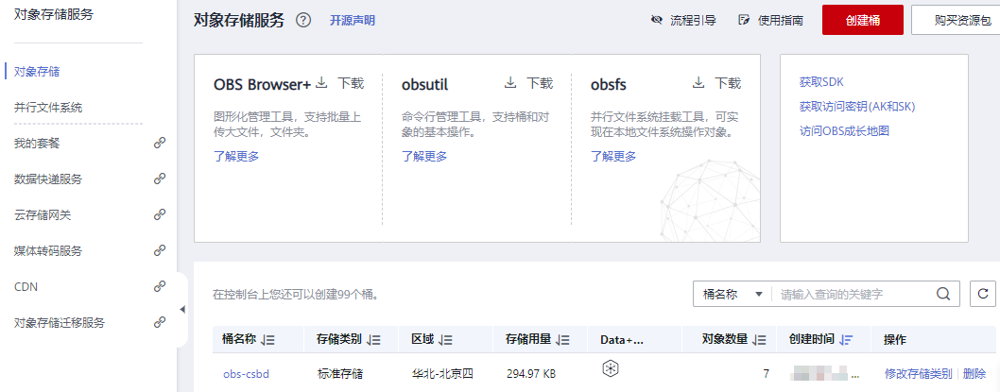 对象存储服务
对象存储
并行文件系统
我的套餐
数据快递服务
云存储网关
媒体转码服务
CDN
对象存储迁移服务
对象存储服务 ? 开源声明 流程引导 使用指南 创建桶 购买资源包
OBS Browser+ 下载
图形化管理工具，支持批量上
传大文件，文件夹。
了解更多
obsutil 下载
命令行管理工具，支持桶和对
象的基本操作。
了解更多
obsfs 下载
并行文件系统挂载工具，可实
现在本地文件系统操作对象。
了解更多
获取SDK
获取访问密钥(AK和SK)
访问OBS成长地图
在控制台上您还可以创建99个桶。 桶名称 请输入查询的关键字
桶名称 存储类别 区域 存储用量 Data+... 对象数量 创建时间 操作
obs-csbd 标准存储 华北-北京四 294.97 KB 7 ... 修改存储类别 删除